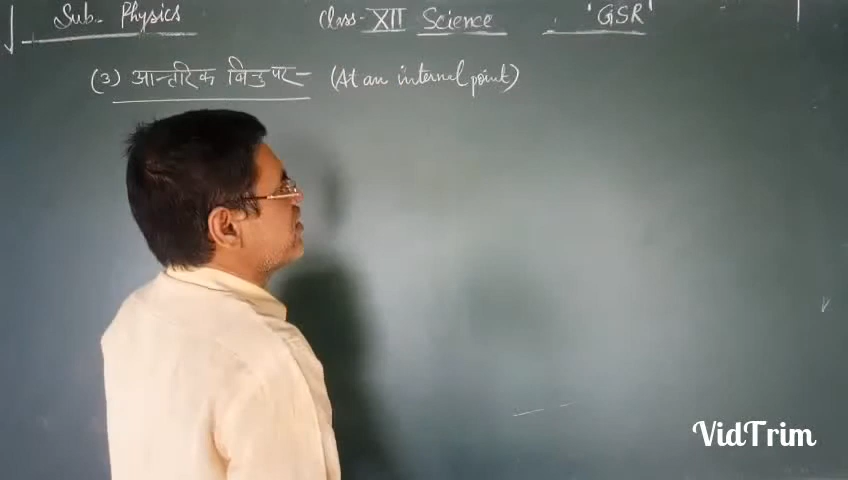 Sub- Physics Class- XII Science 'GSR'
(3) आन्तरिक बिन्दु पर- (At an internal point)
VidTrim